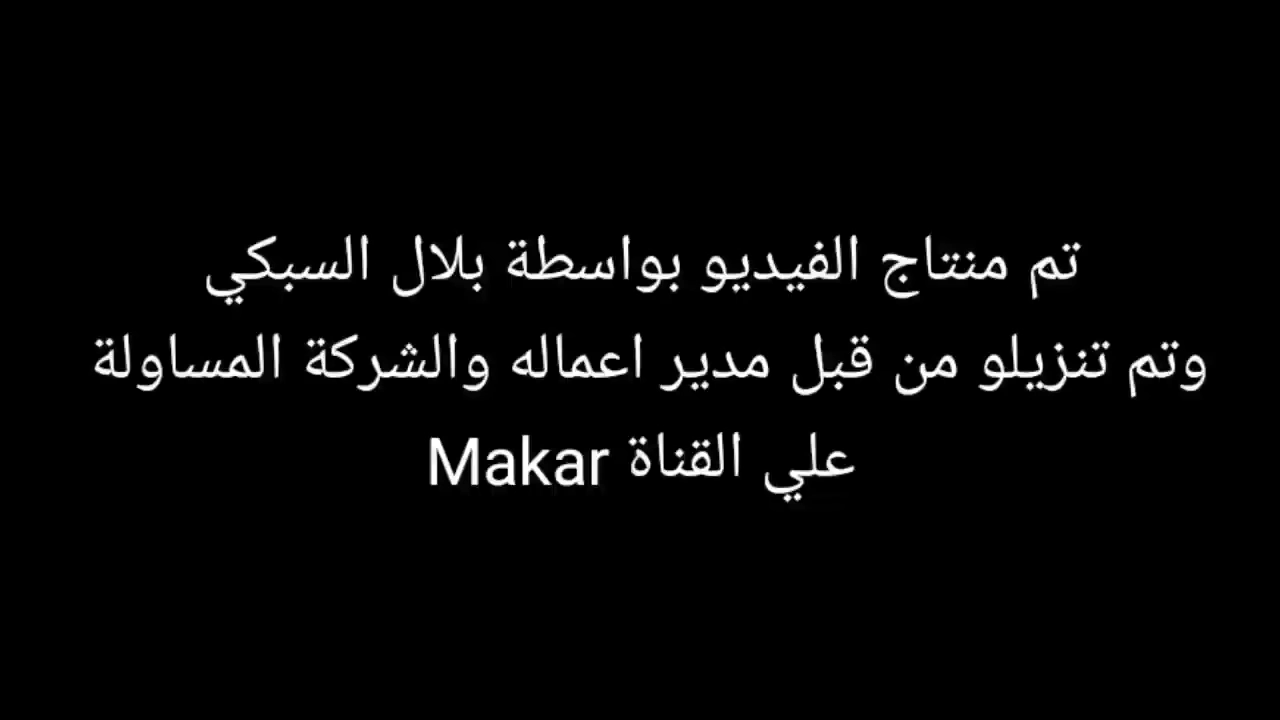 تم منتاج الفيديو بواسطة بلال السبكي
وتم تنزيلو من قبل مدير اعماله والشركة المساولة
علي القناة Makar